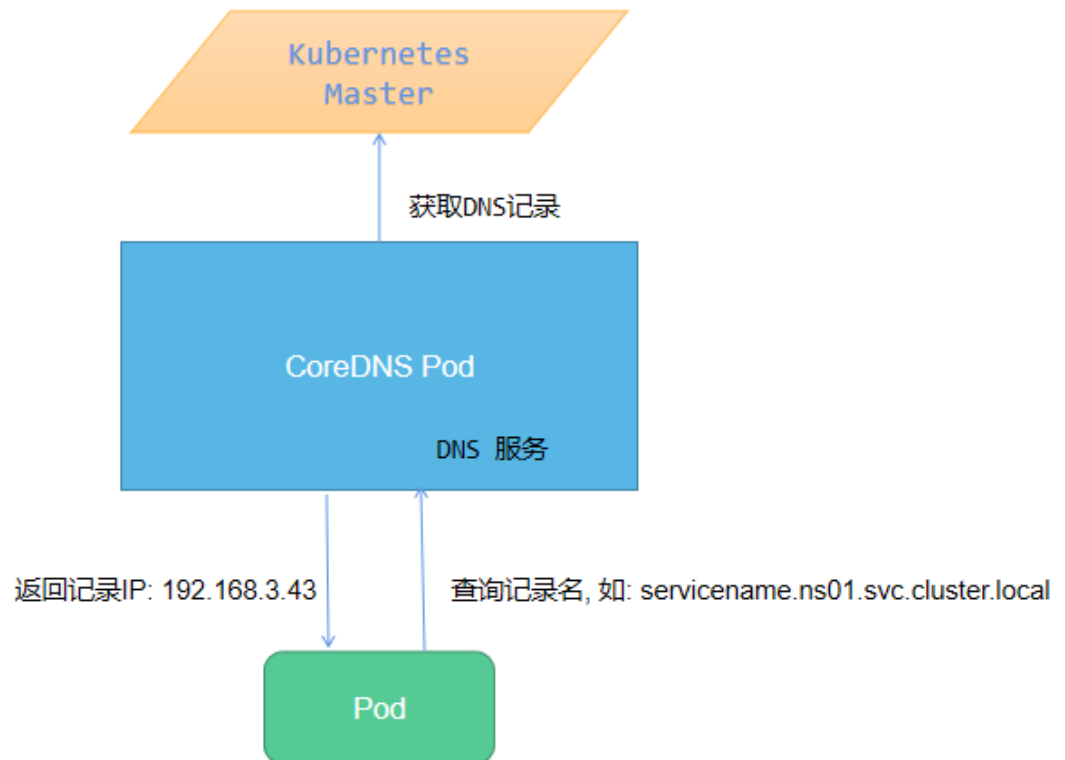 Kubernetes
Master
获取DNS记录
CoreDNS Pod
DNS 服务
返回记录IP: 192.168.3.43
查询记录名, 如: servicename.ns01.svc.cluster.local
Pod